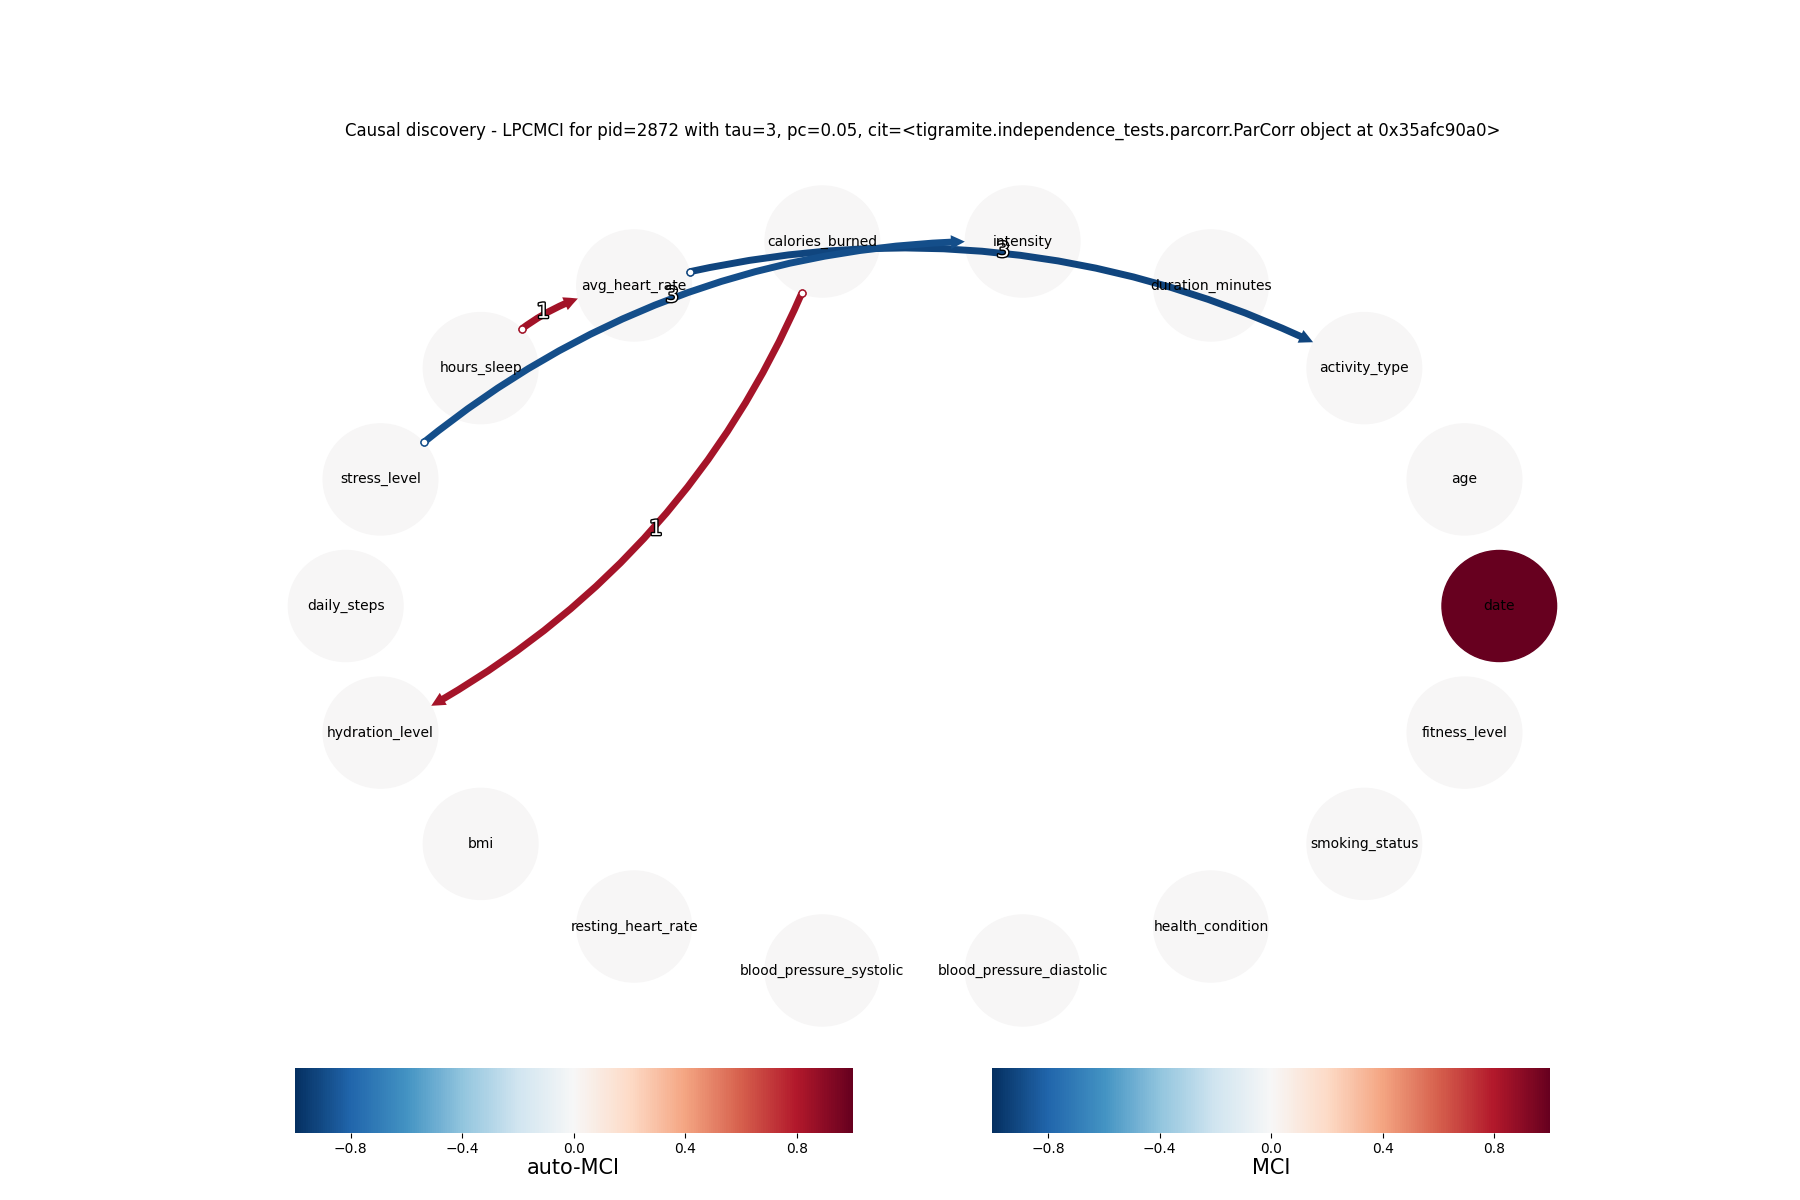 Causal discovery - LPCMCI for pid=2872 with tau=3, pc=0.05, cit=<tigramite.independence_tests.parcorr.ParCorr object at 0x35afc90a0>
calories_burned
intensity
3
avg_heart_rate
3
duration_minutes
1
hours_sleep
activity_type
stress_level
age
1
daily_steps
date
hydration_level
fitness_level
bmi
smoking_status
resting_heart_rate
health_condition
blood_pressure_systolic
blood_pressure_diastolic
−0.8 −0.4 0.0 0.4 0.8
auto-MCI
−0.8 −0.4 0.0 0.4 0.8
MCI